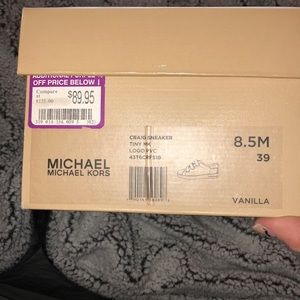 OFF PRICE BELOW
Compare
at
$89.95
CRAIG SNEAKER
TINY MK
LOGO PVC
43T6CRFS1B
8.5M
39
MICHAEL
MICHAEL KORS
VANILLA